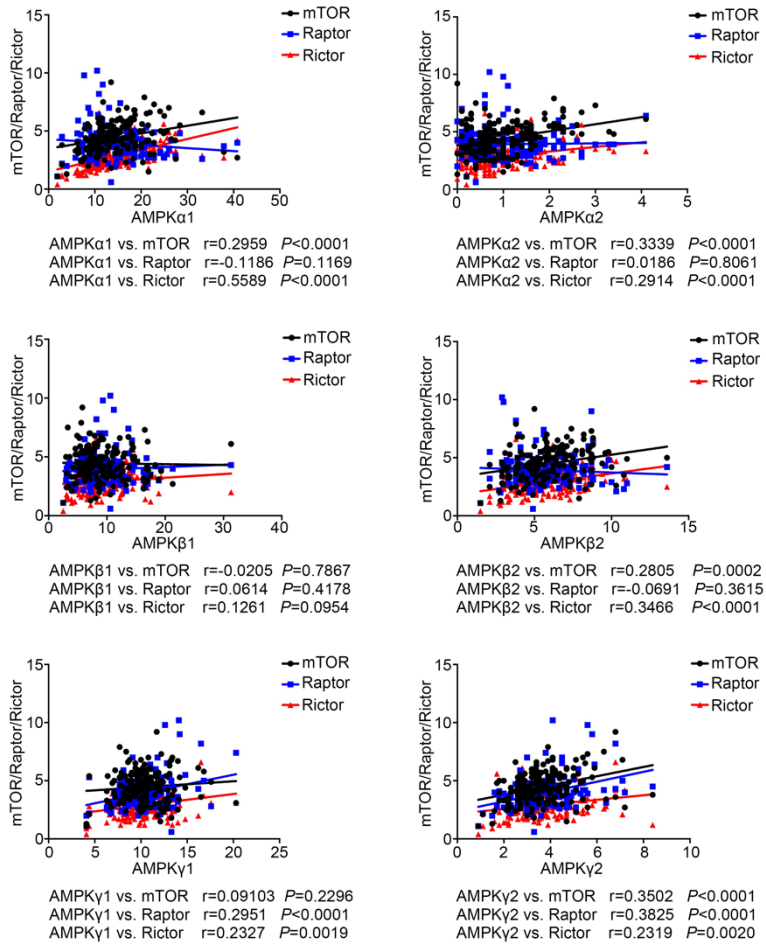 15
10
5
0
mTOR/Raptor/Rictor
mTOR
Raptor
Rictor
0 10 20 30 40 50
AMPKα1
AMPKα1 vs. mTOR r=0.2959 P<0.0001
AMPKα1 vs. Raptor r=-0.1186 P=0.1169
AMPKα1 vs. Rictor r=0.5589 P<0.0001
15
10
5
0
mTOR/Raptor/Rictor
mTOR
Raptor
Rictor
0 1 2 3 4 5
AMPKα2
AMPKα2 vs. mTOR r=0.3339 P<0.0001
AMPKα2 vs. Raptor r=0.0186 P=0.8061
AMPKα2 vs. Rictor r=0.2914 P<0.0001
15
10
5
0
mTOR/Raptor/Rictor
mTOR
Raptor
Rictor
0 10 20 30 40
AMPKβ1
AMPKβ1 vs. mTOR r=-0.0205 P=0.7867
AMPKβ1 vs. Raptor r=0.0614 P=0.4178
AMPKβ1 vs. Rictor r=0.1261 P=0.0954
15
10
5
0
mTOR/Raptor/Rictor
mTOR
Raptor
Rictor
0 5 10 15
AMPKβ2
AMPKβ2 vs. mTOR r=0.2805 P=0.0002
AMPKβ2 vs. Raptor r=-0.0691 P=0.3615
AMPKβ2 vs. Rictor r=0.3466 P<0.0001
15
10
5
0
mTOR/Raptor/Rictor
mTOR
Raptor
Rictor
0 5 10 15 20 25
AMPKγ1
AMPKγ1 vs. mTOR r=0.09103 P=0.2296
AMPKγ1 vs. Raptor r=0.2951 P<0.0001
AMPKγ1 vs. Rictor r=0.2327 P=0.0019
15
10
5
0
mTOR/Raptor/Rictor
mTOR
Raptor
Rictor
0 2 4 6 8 10
AMPKγ2
AMPKγ2 vs. mTOR r=0.3502 P<0.0001
AMPKγ2 vs. Raptor r=0.3825 P<0.0001
AMPKγ2 vs. Rictor r=0.2319 P=0.0020